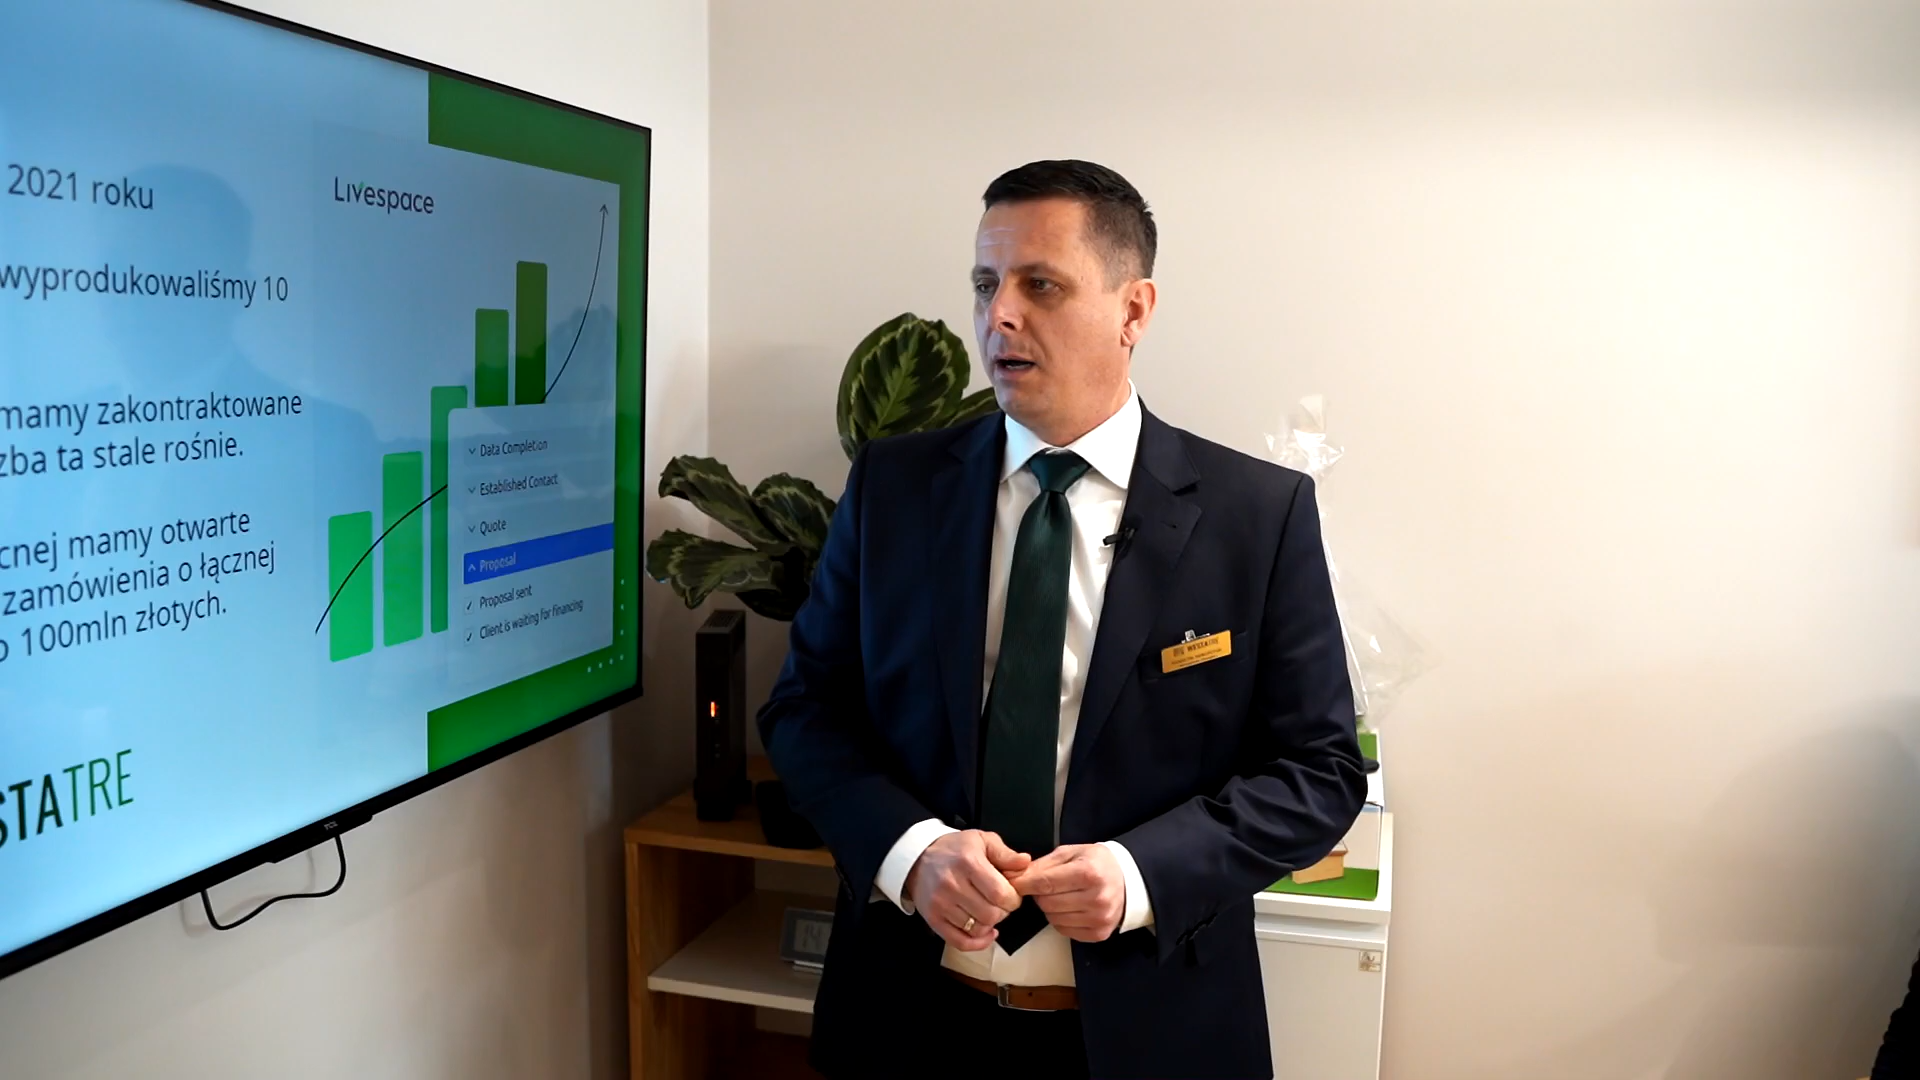 2021 roku
wyprodukowaliśmy 10
mamy zakontraktowane
zba ta stale rośnie.
cnej mamy otwarte
zamówienia o łącznej
o 100mln złotych.
STATRE
Livespace
Data Completion
Established Contact
Quote
Proposal
Proposal sent
Client is waiting for financing
TCL